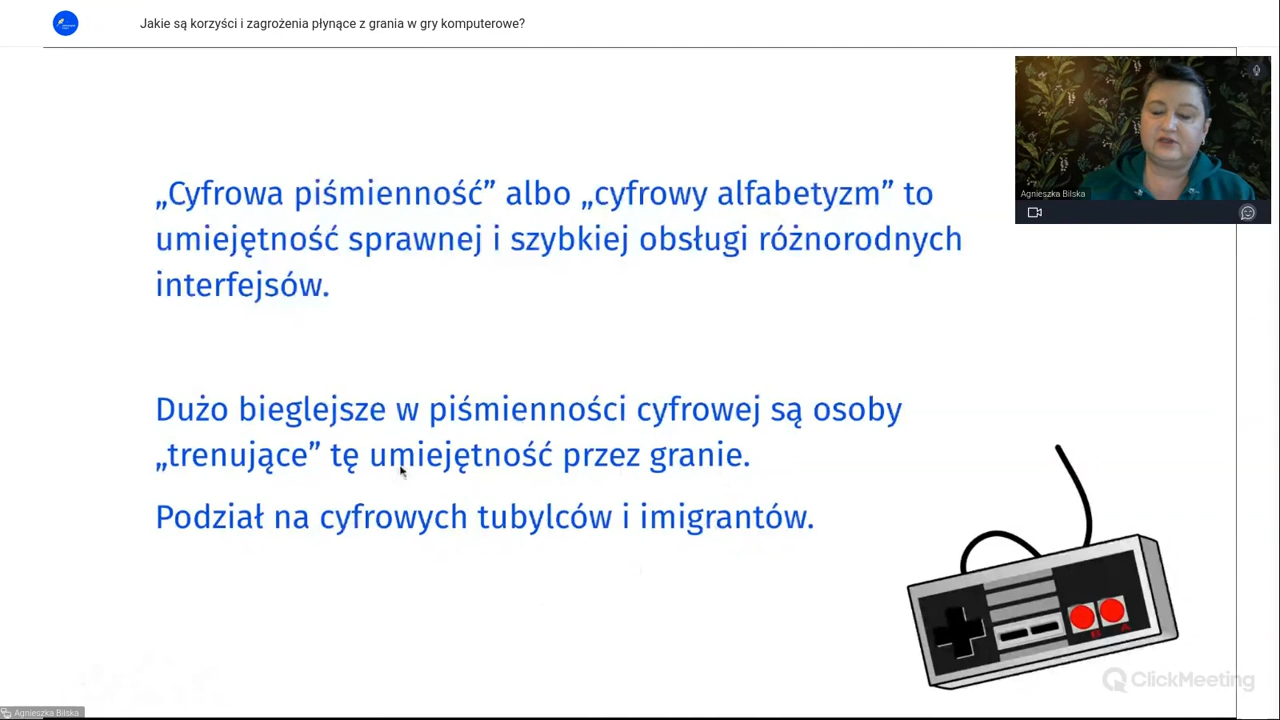 Jakie są korzyści i zagrożenia płynące z grania w gry komputerowe?
„Cyfrowa piśmienność” albo „cyfrowy alfabetyzm” to
umiejętność sprawnej i szybkiej obsługi różnorodnych
interfejsów.
Agnieszka Bilska
Dużo bieglejsze w piśmienności cyfrowej są osoby
„trenujące” tę umiejętność przez granie.
Podział na cyfrowych tubylców i imigrantów.
B A
ClickMeeting
Agnieszka Bilska